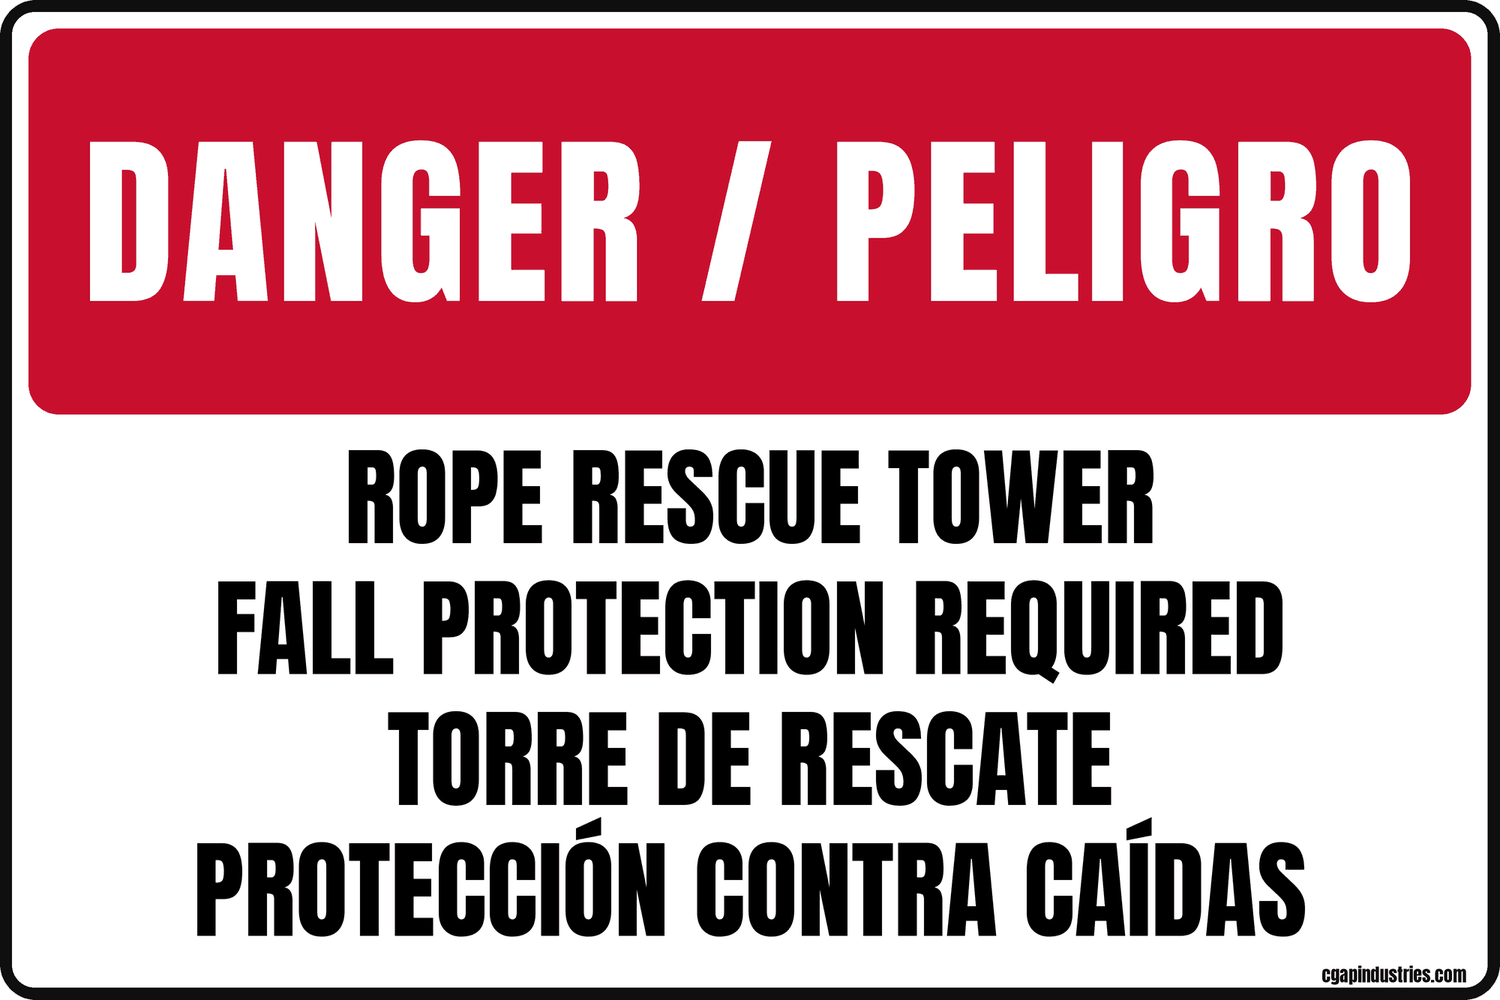 DANGER / PELIGRO
ROPE RESCUE TOWER
FALL PROTECTION REQUIRED
TORRE DE RESCATE
PROTECCIÓN CONTRA CAÍDAS
cgapindustries.com